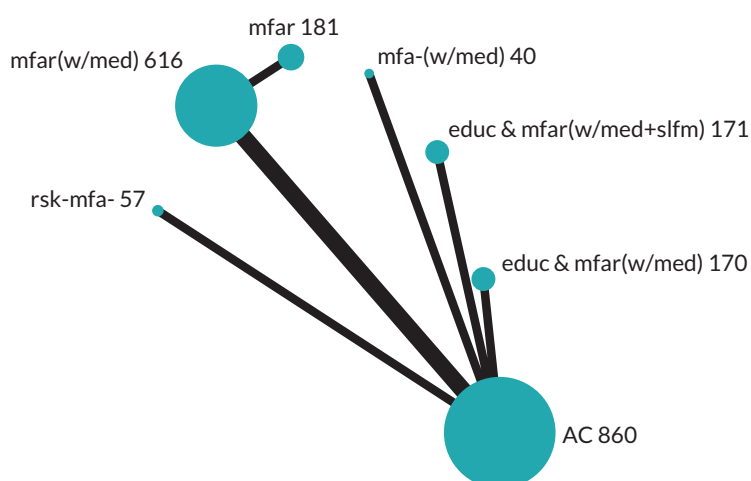 mfar 181
mfar(w/med) 616
mfa-(w/med) 40
educ & mfar(w/med+slfm) 171
rsk-mfa- 57
educ & mfar(w/med) 170
AC 860